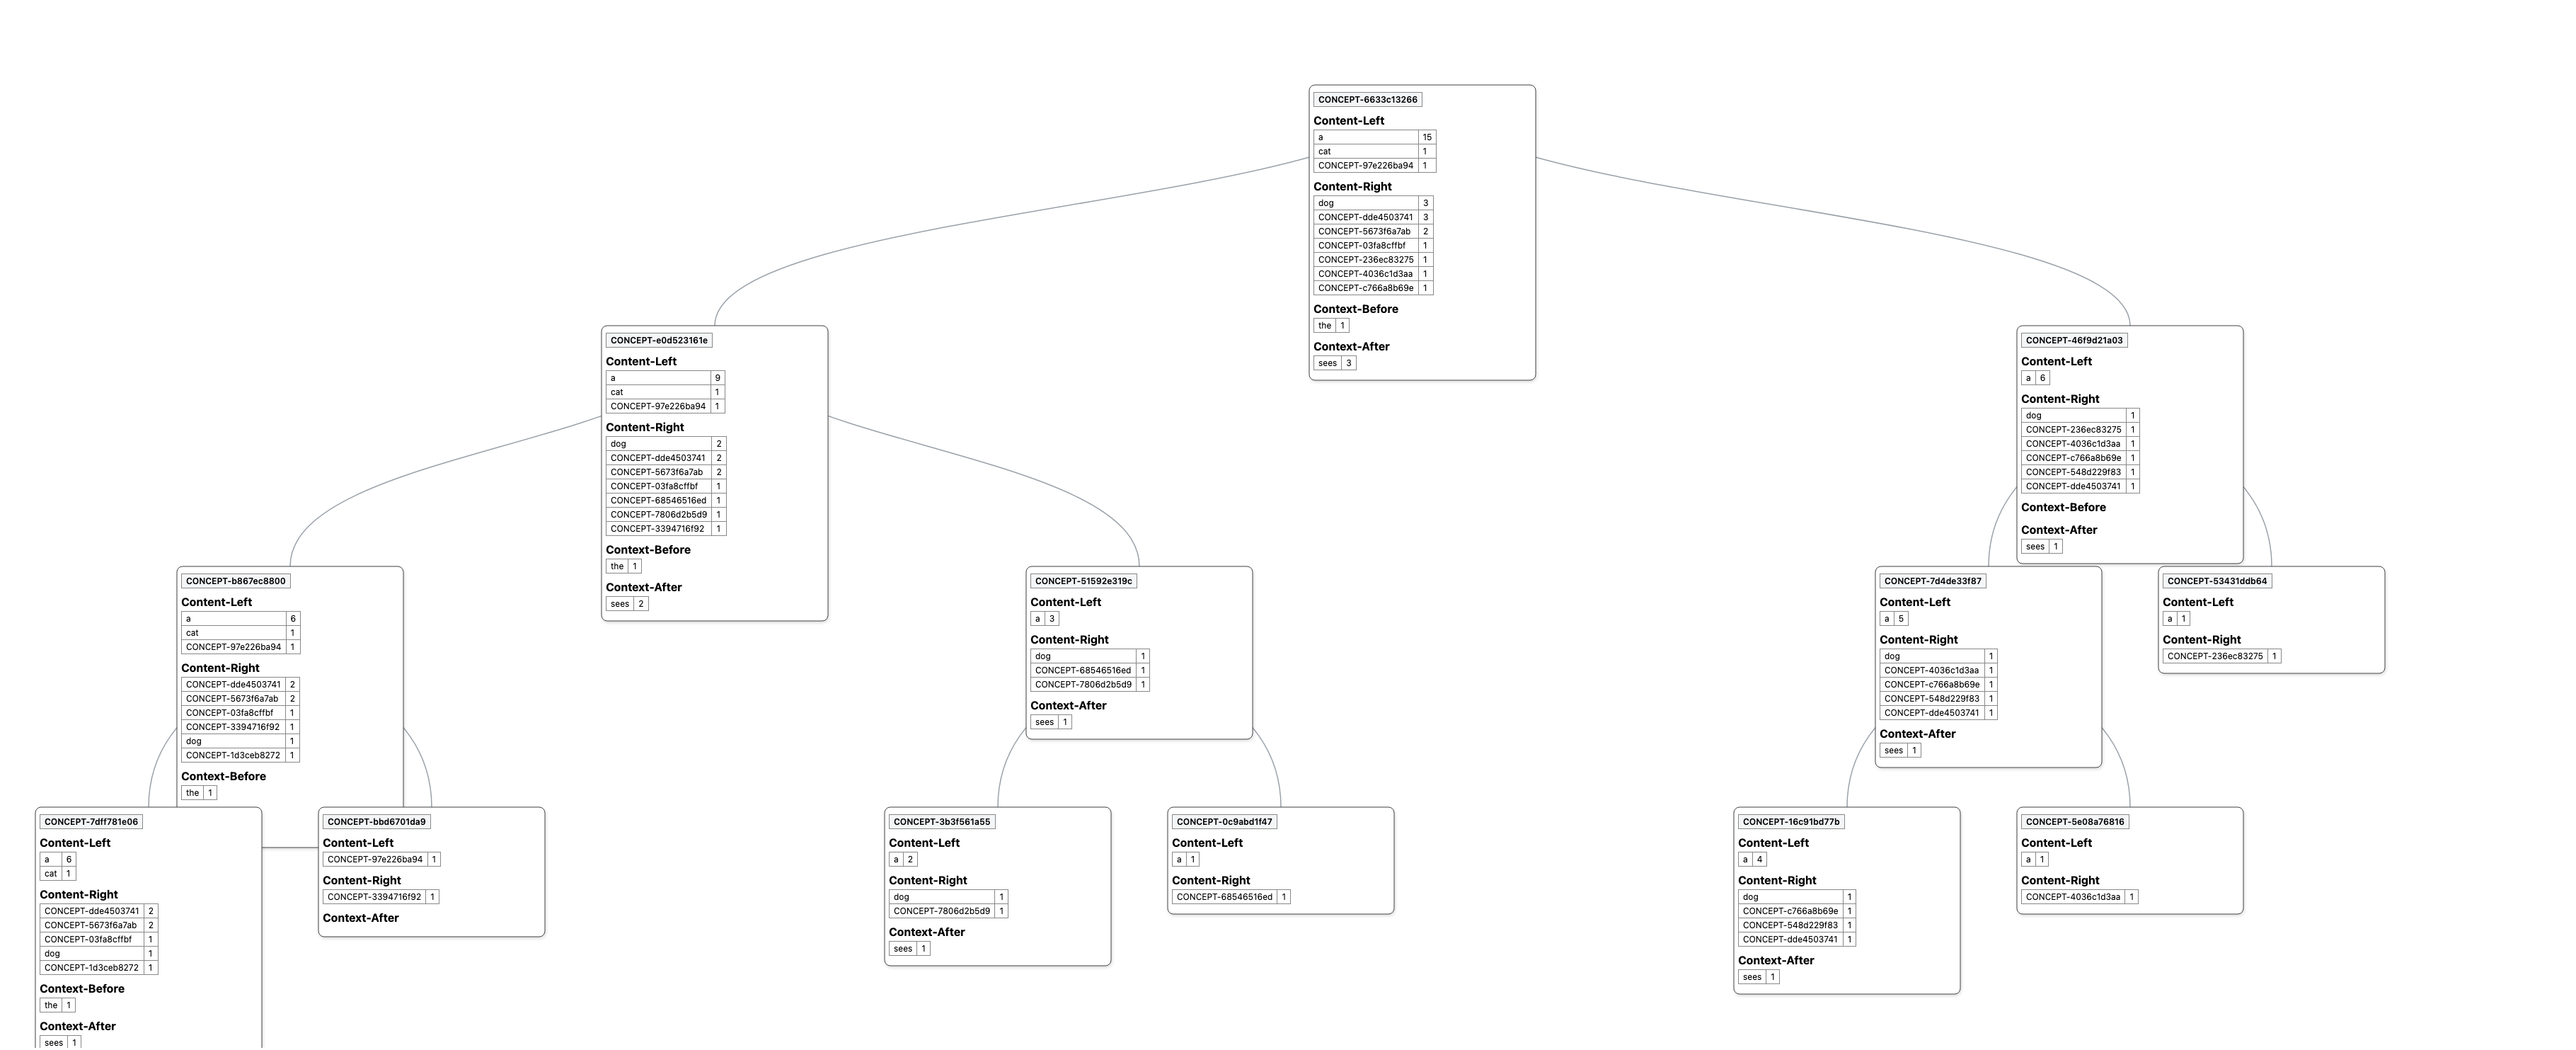 CONCEPT-6633c13266
Content-Left
a 15
cat 1
CONCEPT-97e226ba94 1
Content-Right
dog 3
CONCEPT-dde4503741 3
CONCEPT-5673f6a7ab 2
CONCEPT-03fa8cffbf 1
CONCEPT-236ec83275 1
CONCEPT-4036c1d3aa 1
CONCEPT-c766a8b69e 1
Context-Before
the 1
Context-After
sees 3
CONCEPT-e0d523161e
Content-Left
a 9
cat 1
CONCEPT-97e226ba94 1
Content-Right
dog 2
CONCEPT-dde4503741 2
CONCEPT-5673f6a7ab 2
CONCEPT-03fa8cffbf 1
CONCEPT-68546516ed 1
CONCEPT-7806d2b5d9 1
CONCEPT-3394716f92 1
Context-Before
the 1
Context-After
sees 2
CONCEPT-46f9d21a03
Content-Left
a 6
Content-Right
dog 1
CONCEPT-236ec83275 1
CONCEPT-4036c1d3aa 1
CONCEPT-c766a8b69e 1
CONCEPT-548d229f83 1
CONCEPT-dde4503741 1
Context-Before
Context-After
sees 1
CONCEPT-b867ec8800
Content-Left
a 6
cat 1
CONCEPT-97e226ba94 1
Content-Right
CONCEPT-dde4503741 2
CONCEPT-5673f6a7ab 2
CONCEPT-03fa8cffbf 1
CONCEPT-3394716f92 1
dog 1
CONCEPT-1d3ceb8272 1
Context-Before
the 1
CONCEPT-51592e319c
Content-Left
a 3
Content-Right
dog 1
CONCEPT-68546516ed 1
CONCEPT-7806d2b5d9 1
Context-After
sees 1
CONCEPT-7d4de33f87
Content-Left
a 5
Content-Right
dog 1
CONCEPT-4036c1d3aa 1
CONCEPT-c766a8b69e 1
CONCEPT-548d229f83 1
CONCEPT-dde4503741 1
Context-After
sees 1
CONCEPT-53431ddb64
Content-Left
a 1
Content-Right
CONCEPT-236ec83275 1
CONCEPT-7dff781e06
Content-Left
a 6
cat 1
Content-Right
CONCEPT-dde4503741 2
CONCEPT-5673f6a7ab 2
CONCEPT-03fa8cffbf 1
dog 1
CONCEPT-1d3ceb8272 1
Context-Before
the 1
Context-After
sees 1
CONCEPT-bbd6701da9
Content-Left
CONCEPT-97e226ba94 1
Content-Right
CONCEPT-3394716f92 1
Context-After
CONCEPT-3b3f561a55
Content-Left
a 2
Content-Right
dog 1
CONCEPT-7806d2b5d9 1
Context-After
sees 1
CONCEPT-0c9abd1f47
Content-Left
a 1
Content-Right
CONCEPT-68546516ed 1
CONCEPT-16c91bd77b
Content-Left
a 4
Content-Right
dog 1
CONCEPT-c766a8b69e 1
CONCEPT-548d229f83 1
CONCEPT-dde4503741 1
Context-After
sees 1
CONCEPT-5e08a76816
Content-Left
a 1
Content-Right
CONCEPT-4036c1d3aa 1